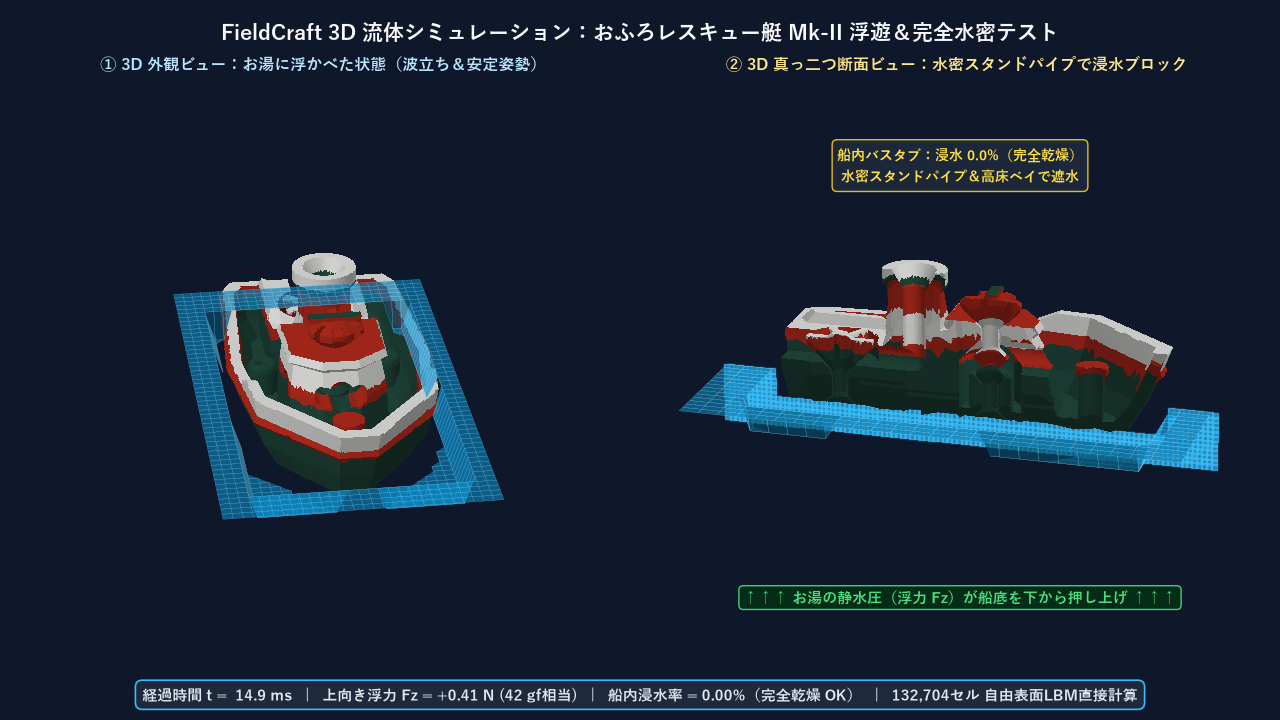 FieldCraft 3D 流体シミュレーション：おふろレスキュー艇 Mk-II 浮遊＆完全水密テスト
① 3D 外観ビュー：お湯に浮かべた状態（波立ち＆安定姿勢）
② 3D 真っ二つ断面ビュー：水密スタンドパイプで浸水ブロック
船内バスタブ：浸水 0.0%（完全乾燥）
水密スタンドパイプ＆高床ベイで遮水
↑ ↑ ↑ お湯の静水圧（浮力 Fz）が船底を下から押し上げ ↑ ↑ ↑
経過時間 t = 14.9 ms ｜ 上向き浮力 Fz = +0.41 N (42 gf相当) ｜ 船内浸水率 = 0.00%（完全乾燥 OK） ｜ 132,704セル 自由表面LBM直接計算